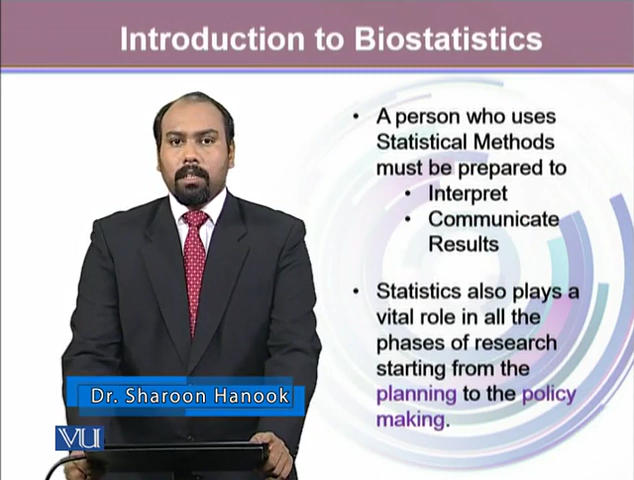 Introduction to Biostatistics
• A person who uses
Statistical Methods
must be prepared to
• Interpret
• Communicate
Results
• Statistics also plays a
vital role in all the
phases of research
starting from the
planning to the policy
making.
Dr. Sharoon Hanook
VU